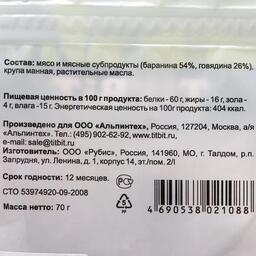 Состав: мясо и мясные субпродукты (баранина 54%, говядина 26%),
крупа манная, растительные масла.
Пищевая ценность в 100 г продукта: белки - 60 г, жиры - 16 г, зола -
4 г, влага -15 г. Энергетическая ценность на 100 г продукта: 404 ккал.
Произведено для ООО «Альпинтех», Россия, 127204, Москва, а/я
«Альпинтех». Тел.: (495) 902-62-92, www.titbit.ru,
e-mail: sale@titbit.ru
Изготовитель: ООО «Рубис», Россия, 141960, МО, г. Талдом, р.п.
Запрудня, ул. Ленина, д. 1, корпус 14, эт./пом. 2/I
Срок годности: 12 месяцев.
СТО 53974920-09-2008
Масса нето: 70 г
5
PP
4 690538 021088